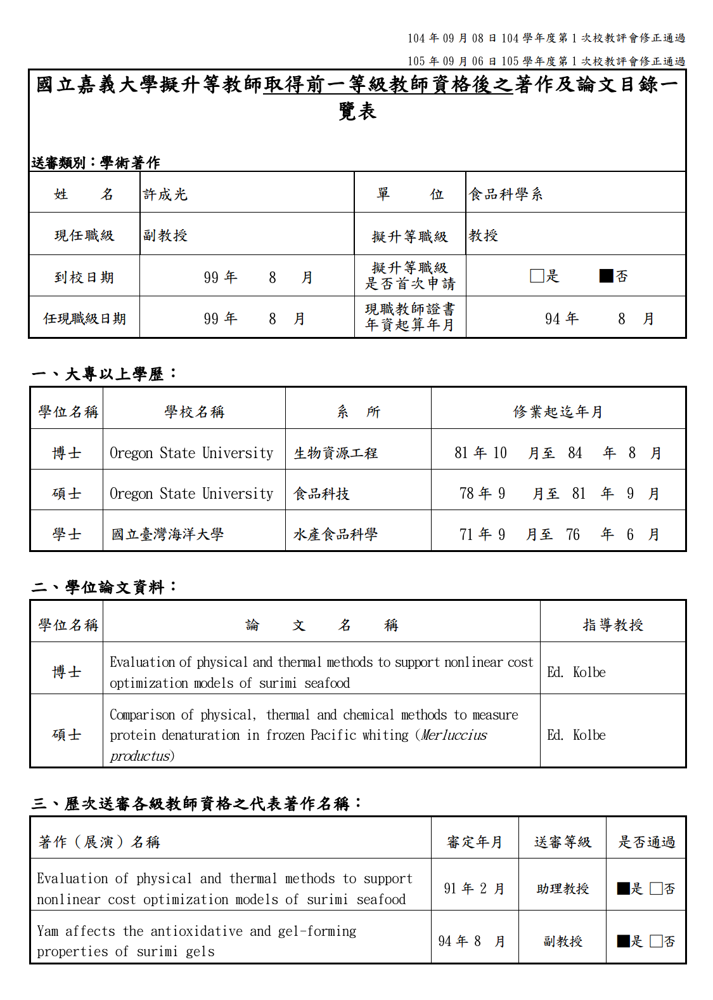 104 年 09 月 08 日 104 學年度第 1 次校教評會修正通過
105 年 09 月 06 日 105 學年度第 1 次校教評會修正通過
國立嘉義大學擬升等教師取得前一等級教師資格後之著作及論文目錄一
覽表
送審類別：學術著作
姓 名 許成光 單 位 食品科學系
現任職級 副教授 擬升等職級 教授
到校日期 99 年 8 月 擬升等職級
是否首次申請 □是 ■否
任現職級日期 99 年 8 月 現職教師證書
年資起算年月 94 年 8 月
一、大專以上學歷：
學位名稱 學校名稱 系 所 修業起迄年月
博士 Oregon State University 生物資源工程 81 年 10 月至 84 年 8 月
碩士 Oregon State University 食品科技 78 年 9 月至 81 年 9 月
學士 國立臺灣海洋大學 水產食品科學 71 年 9 月至 76 年 6 月
二、學位論文資料：
學位名稱 論 文 名 稱 指導教授
博士 Evaluation of physical and thermal methods to support nonlinear cost
optimization models of surimi seafood Ed. Kolbe
碩士 Comparison of physical, thermal and chemical methods to measure
protein denaturation in frozen Pacific whiting (Merluccius
productus) Ed. Kolbe
三、歷次送審各級教師資格之代表著作名稱：
著作（展演）名稱 審定年月 送審等級 是否通過
Evaluation of physical and thermal methods to support
nonlinear cost optimization models of surimi seafood 91 年 2 月 助理教授 ■是 □否
Yam affects the antioxidative and gel-forming
properties of surimi gels 94 年 8 月 副教授 ■是 □否